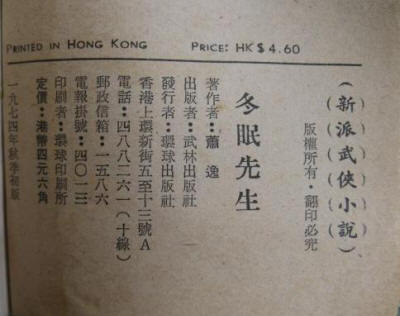 PRINTED IN HONG KONG
PRICE: HK$4.60
(新派武俠小說)
版權所有·翻印必究
冬眠先生
著作者：蕭逸
出版者：武林出版社
發行者：環球出版社
香港上環新街五至十三號A
電話：四八八二六一(十線)
郵政信箱：一五八六
電報掛號：四〇二三
印刷者：環球印刷所
定價：港幣四元六角
一九七四年秋季初版